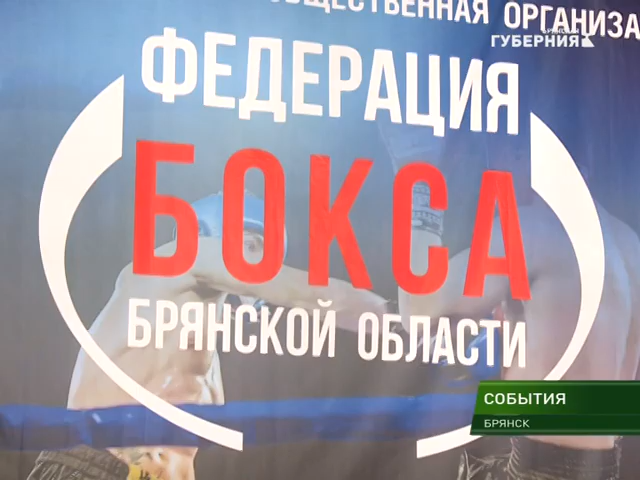 ОБЩЕСТВЕННАЯ ОРГАНИЗА
ГУБЕРНИЯ
ФЕДЕРАЦИЯ
БОКСА
БРЯНСКОЙ ОБЛАСТИ
СОБЫТИЯ
БРЯНСК